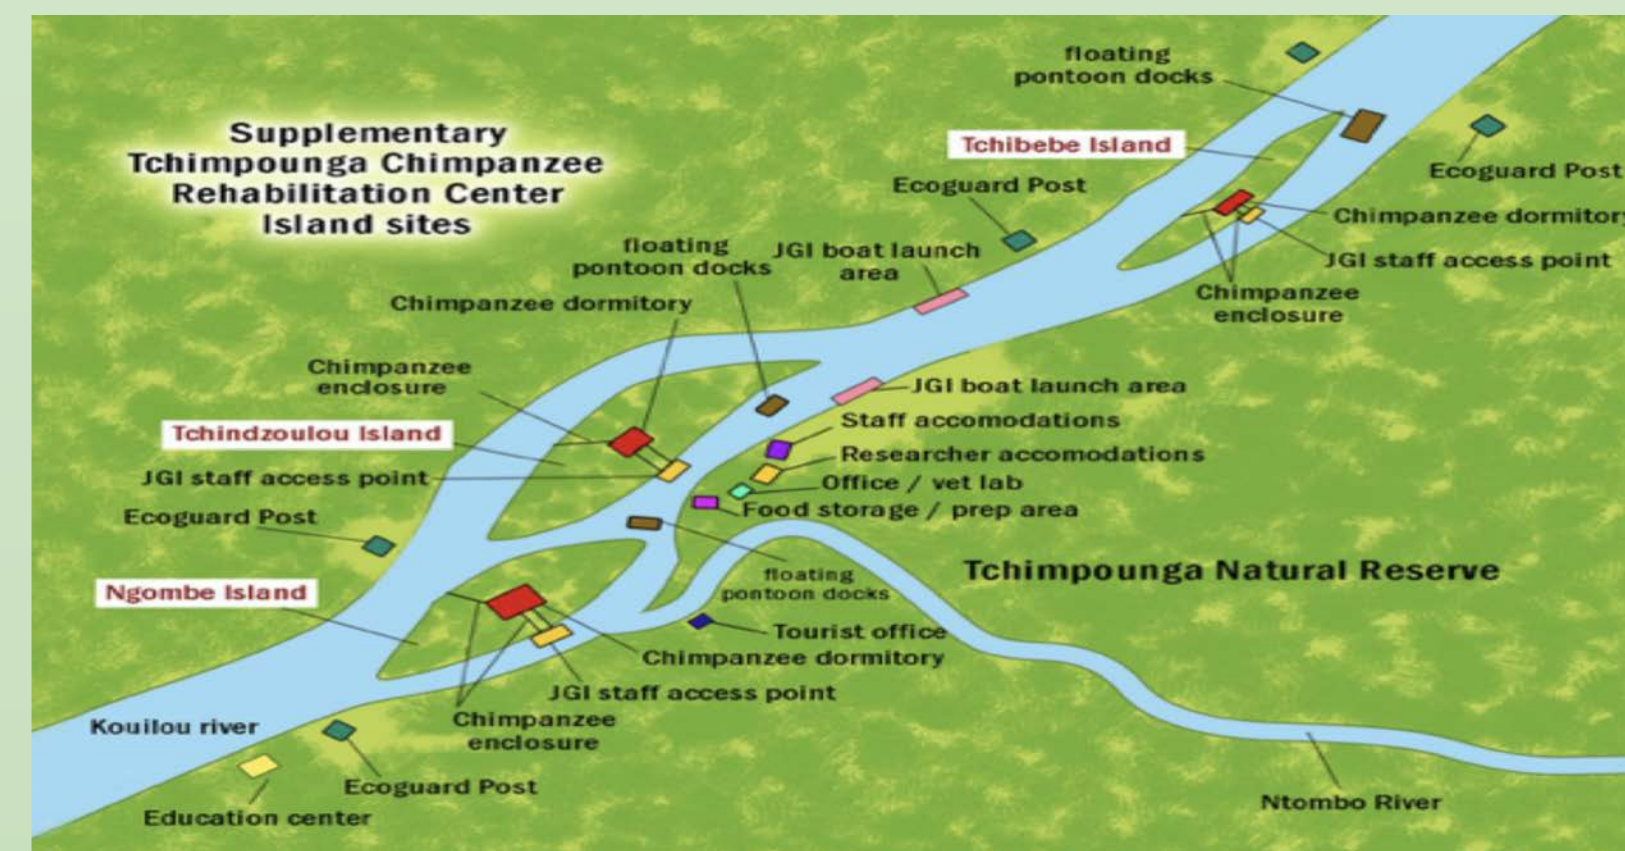 Supplementary
Tchimpounga Chimpanzee
Rehabilitation Center
Island sites
floating
pontoon docks
Tchibebe Island
Ecoguard Post
Ecoguard Post
Chimpanzee dormitory
JGI staff access point
Chimpanzee
enclosure
floating
pontoon docks
JGI boat launch
area
Chimpanzee dormitory
Chimpanzee
enclosure
Tchindzoulou Island
JGI staff access point
Ecoguard Post
JGI boat launch area
Staff accomodations
Researcher accomodations
Office / vet lab
Food storage / prep area
Tchimpounga Natural Reserve
floating
pontoon docks
Ngombe Island
Tourist office
Chimpanzee dormitory
JGI staff access point
Chimpanzee
enclosure
Kouilou river
Ecoguard Post
Education center
Ntombo River